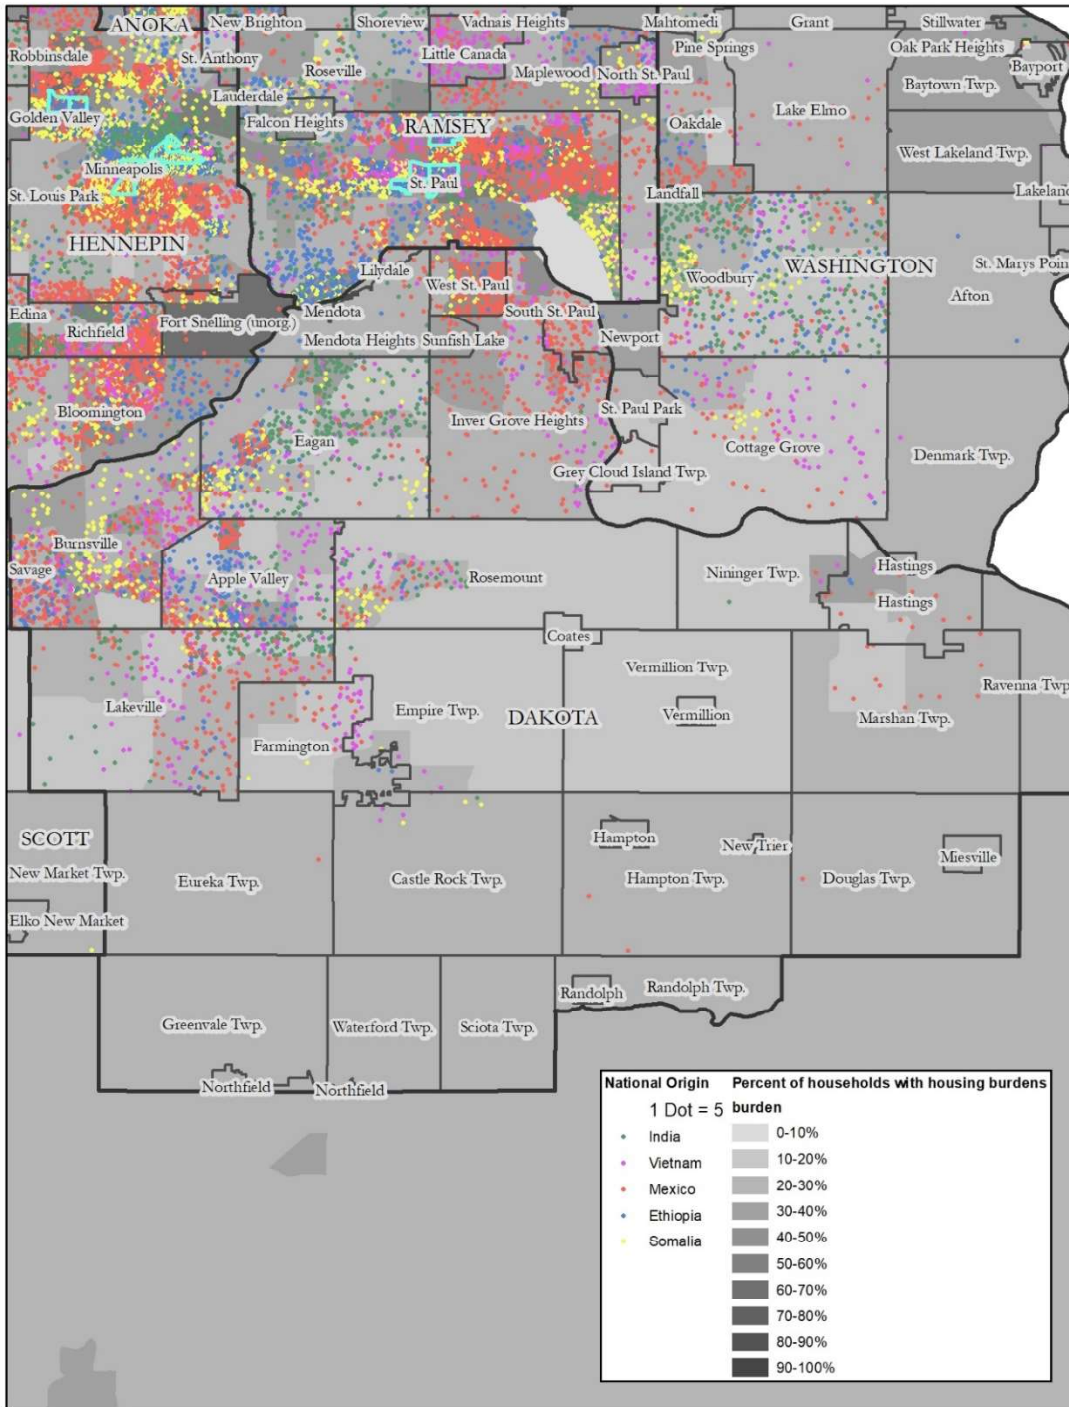 ANOKA
New Brighton
Shoreview
Vadnais Heights
Mahtomedi
Grant
Stillwater
Robbinsdale
St. Anthony
Roseville
Little Canada
Maplewood
North St. Paul
Pine Springs
Oak Park Heights
Bayport
Baytown Twp.
Golden Valley
Lauderdale
Falcon Heights
RAMSEY
Oakdale
Lake Elmo
Minneapolis
St. Paul
West Lakeland Twp.
St. Louis Park
Landfall
Lakeland
HENNEPIN
Lilydale
West St. Paul
Woodbury
WASHINGTON
St. Marys Poin
Afton
Edina
Richfield
Fort Snelling (unorg.)
Mendota
Mendota Heights
Sunfish Lake
South St. Paul
Newport
Bloomington
Eagan
Inver Grove Heights
St. Paul Park
Cottage Grove
Grey Cloud Island Twp.
Denmark Twp.
Burnsville
Savage
Apple Valley
Rosemount
Nininger Twp.
Hastings
Hastings
Coates
Vermillion Twp.
Ravenna Twp
Lakeville
Empire Twp.
DAKOTA
Vermillion
Marshan Twp.
Farmington
SCOTT
New Market Twp.
Eureka Twp.
Castle Rock Twp.
Hampton
New Trier
Hampton Twp.
Douglas Twp.
Miesville
Elko New Market
Greenvale Twp.
Waterford Twp.
Sciota Twp.
Randolph
Randolph Twp.
Northfield
Northfield
National Origin
1 Dot = 5
India
Vietnam
Mexico
Ethiopia
Somalia
Percent of households with housing burdens
burden
0-10%
10-20%
20-30%
30-40%
40-50%
50-60%
60-70%
70-80%
80-90%
90-100%